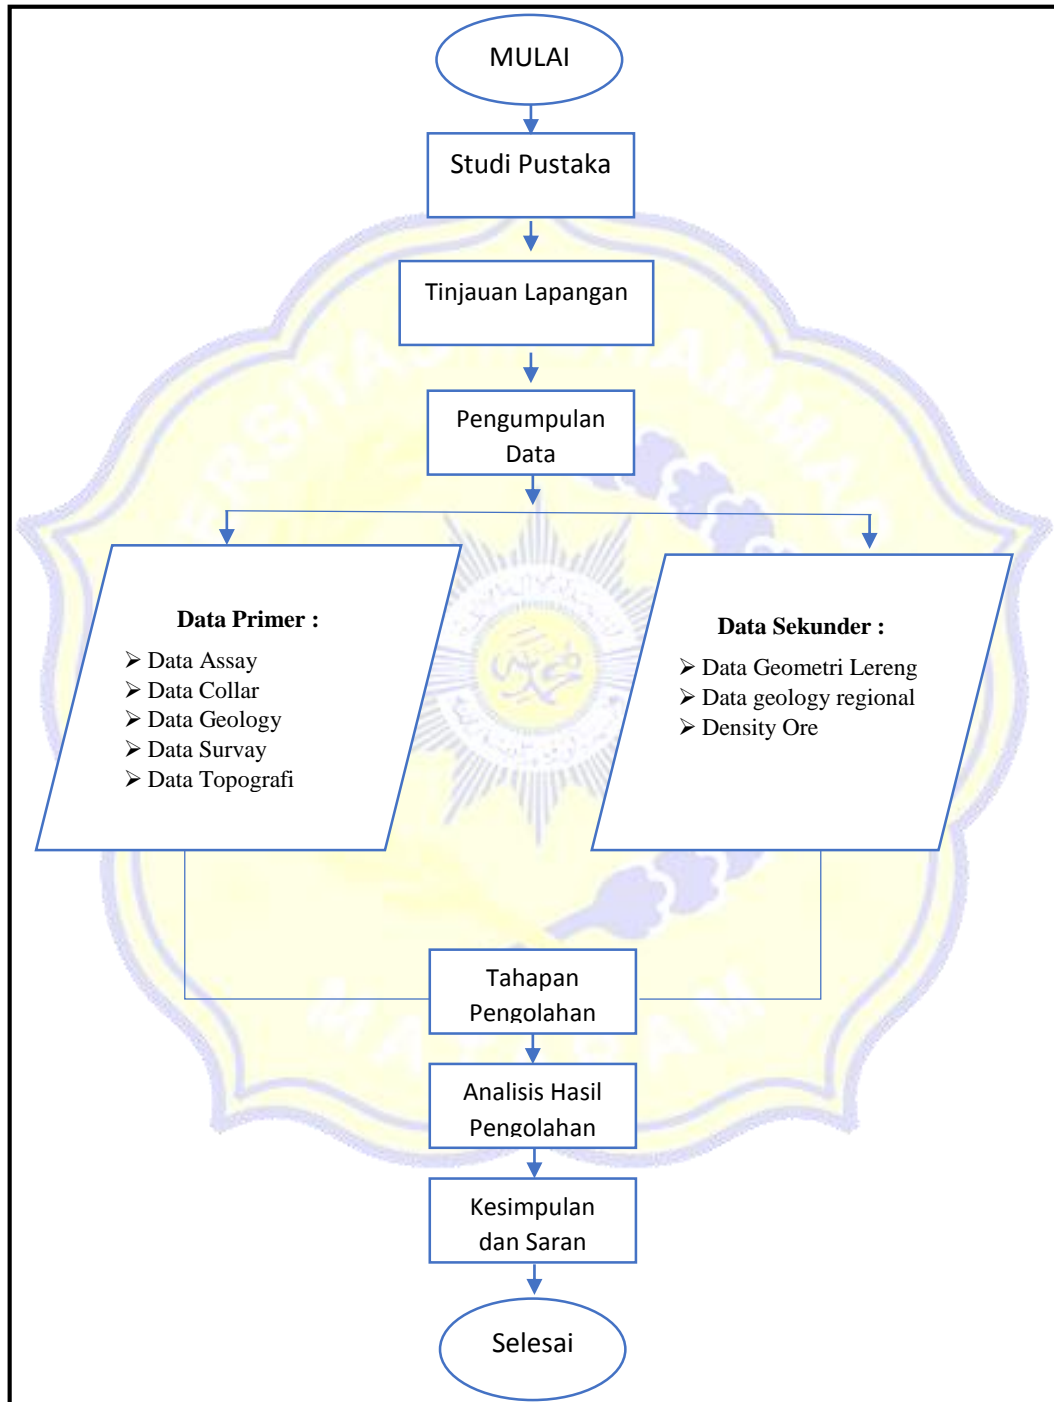 MULAI
Studi Pustaka
Tinjauan Lapangan
Pengumpulan
Data
Data Primer :
➢ Data Assay
➢ Data Collar
➢ Data Geology
➢ Data Survay
➢ Data Topografi
Data Sekunder :
➢ Data Geometri Lereng
➢ Data geology regional
➢ Density Ore
Tahapan
Pengolahan
Analisis Hasil
Pengolahan
Kesimpulan
dan Saran
Selesai
MATARAM